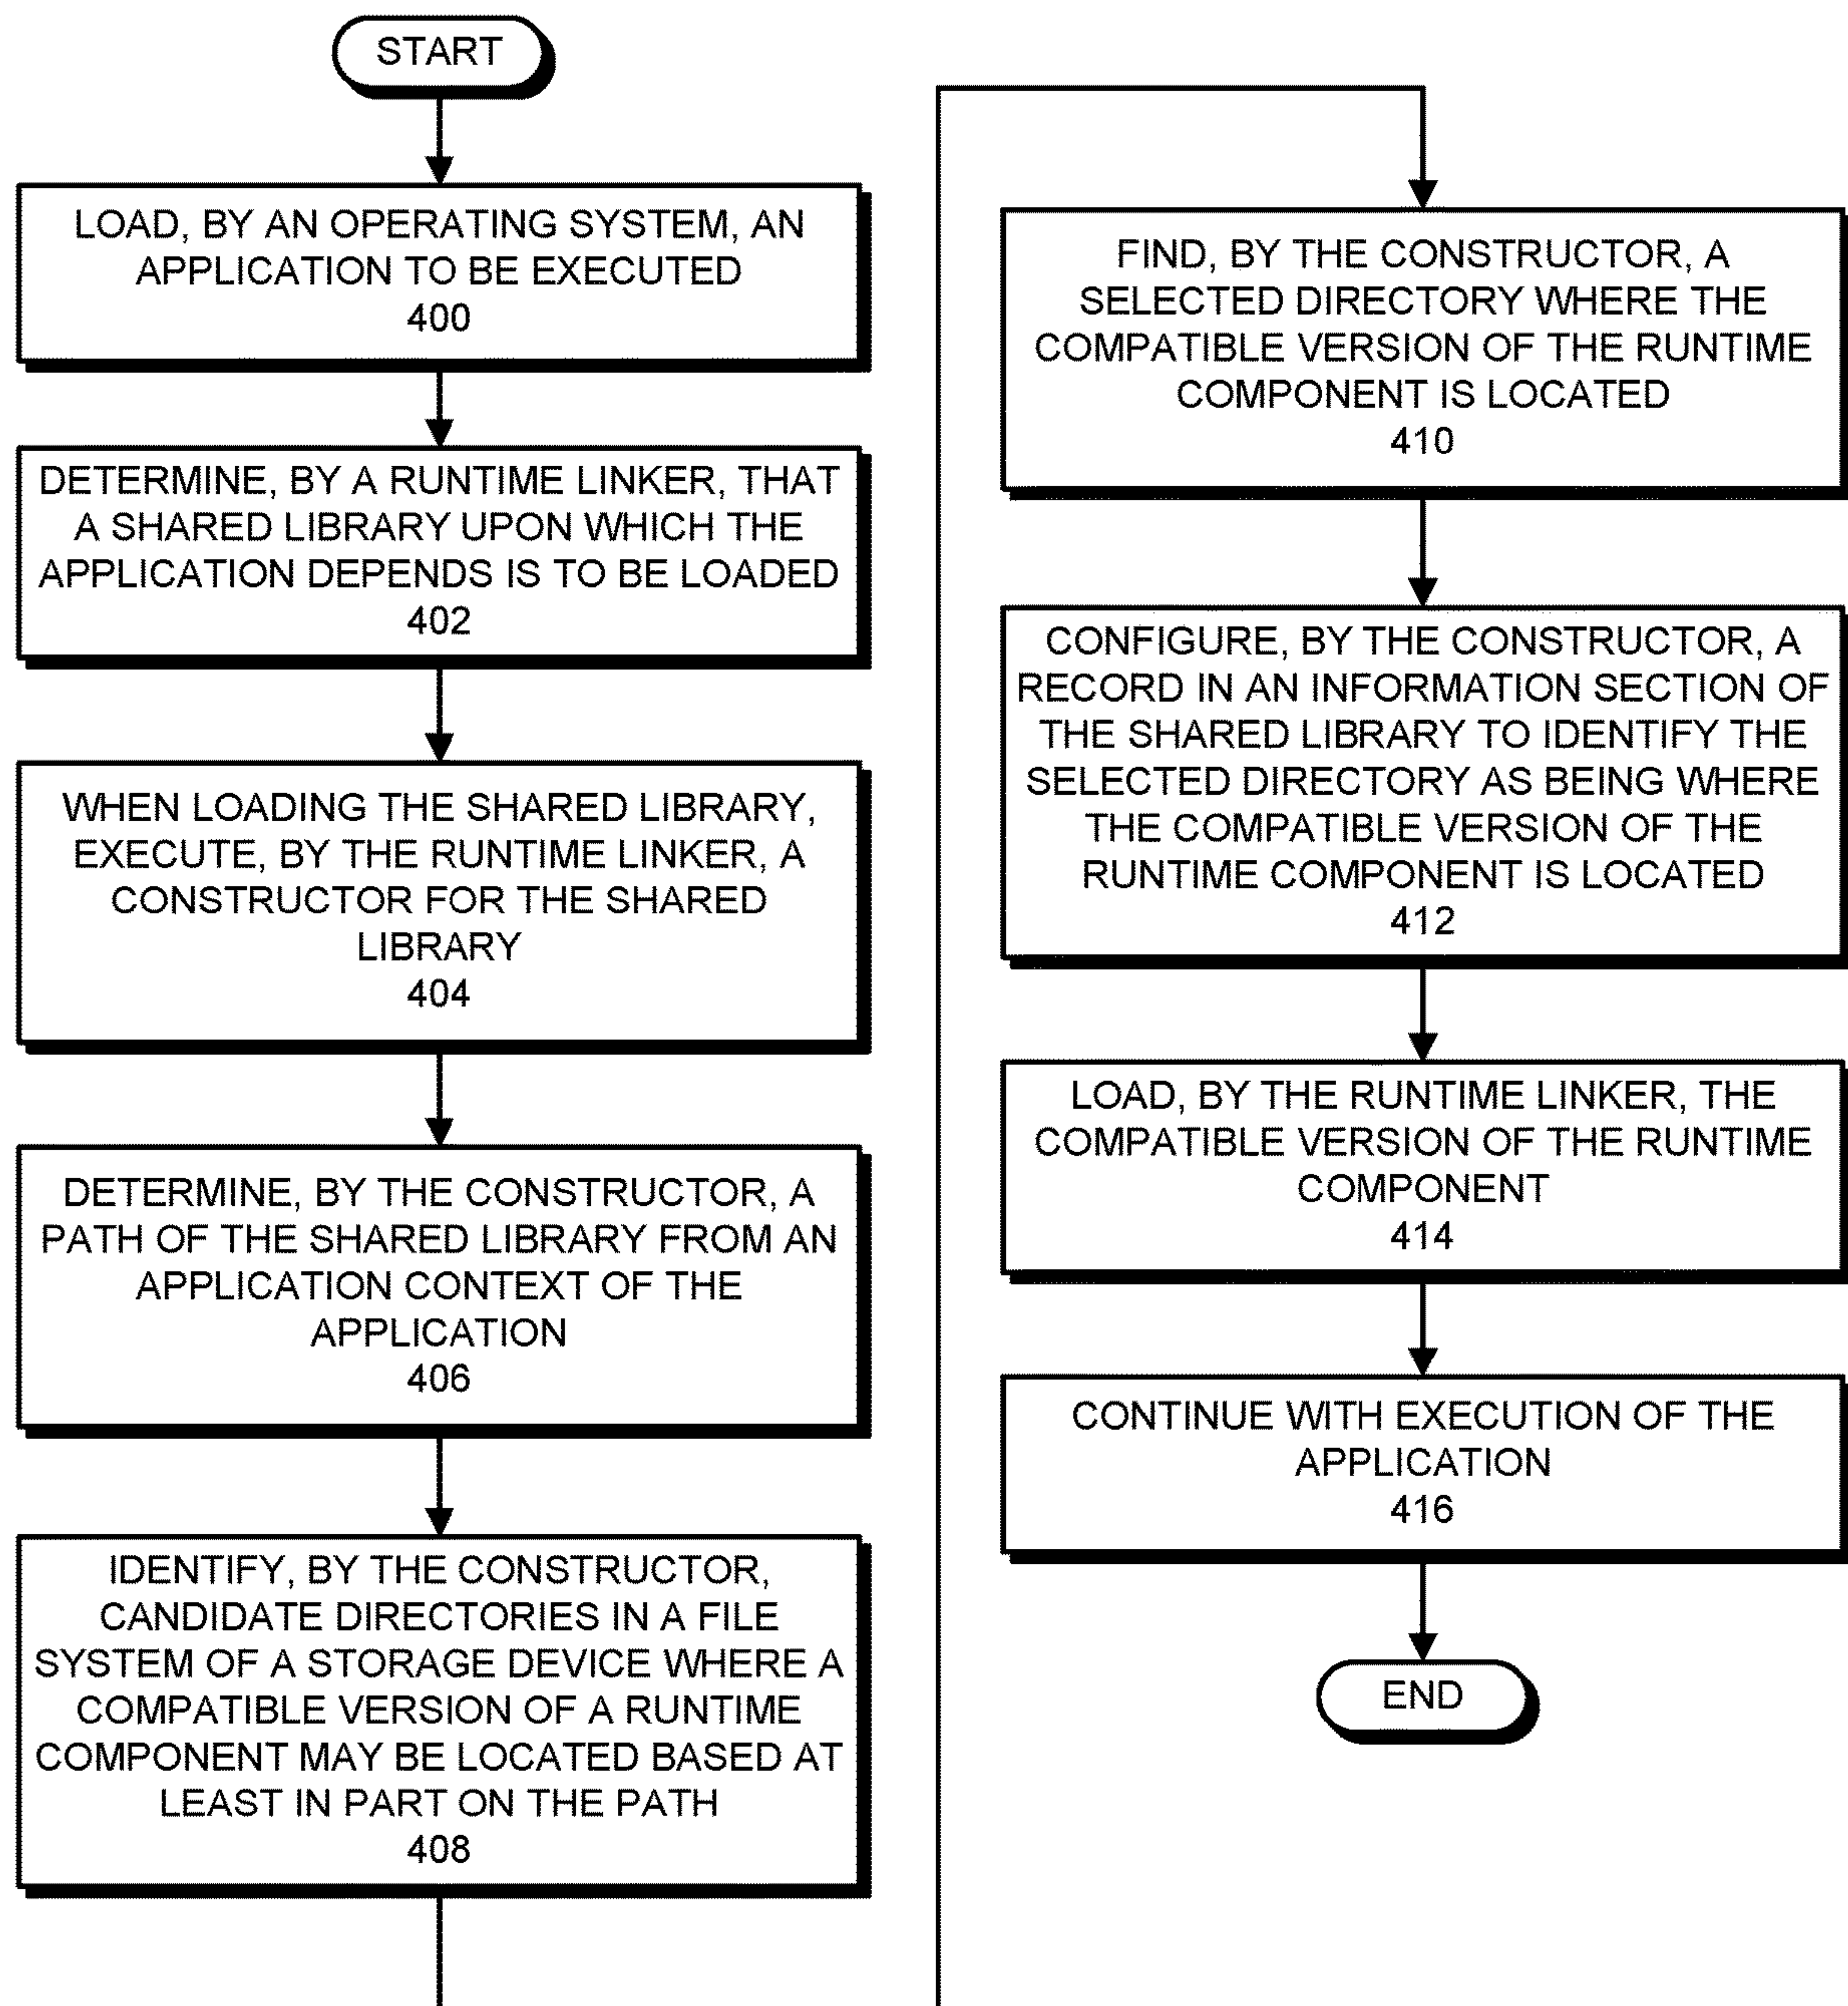 START
LOAD, BY AN OPERATING SYSTEM, AN
APPLICATION TO BE EXECUTED
400
DETERMINE, BY A RUNTIME LINKER, THAT
A SHARED LIBRARY UPON WHICH THE
APPLICATION DEPENDS IS TO BE LOADED
402
WHEN LOADING THE SHARED LIBRARY,
EXECUTE, BY THE RUNTIME LINKER, A
CONSTRUCTOR FOR THE SHARED
LIBRARY
404
DETERMINE, BY THE CONSTRUCTOR, A
PATH OF THE SHARED LIBRARY FROM AN
APPLICATION CONTEXT OF THE
APPLICATION
406
IDENTIFY, BY THE CONSTRUCTOR,
CANDIDATE DIRECTORIES IN A FILE
SYSTEM OF A STORAGE DEVICE WHERE A
COMPATIBLE VERSION OF A RUNTIME
COMPONENT MAY BE LOCATED BASED AT
LEAST IN PART ON THE PATH
408
FIND, BY THE CONSTRUCTOR, A
SELECTED DIRECTORY WHERE THE
COMPATIBLE VERSION OF THE RUNTIME
COMPONENT IS LOCATED
410
CONFIGURE, BY THE CONSTRUCTOR, A
RECORD IN AN INFORMATION SECTION OF
THE SHARED LIBRARY TO IDENTIFY THE
SELECTED DIRECTORY AS BEING WHERE
THE COMPATIBLE VERSION OF THE
RUNTIME COMPONENT IS LOCATED
412
LOAD, BY THE RUNTIME LINKER, THE
COMPATIBLE VERSION OF THE RUNTIME
COMPONENT
414
CONTINUE WITH EXECUTION OF THE
APPLICATION
416
END